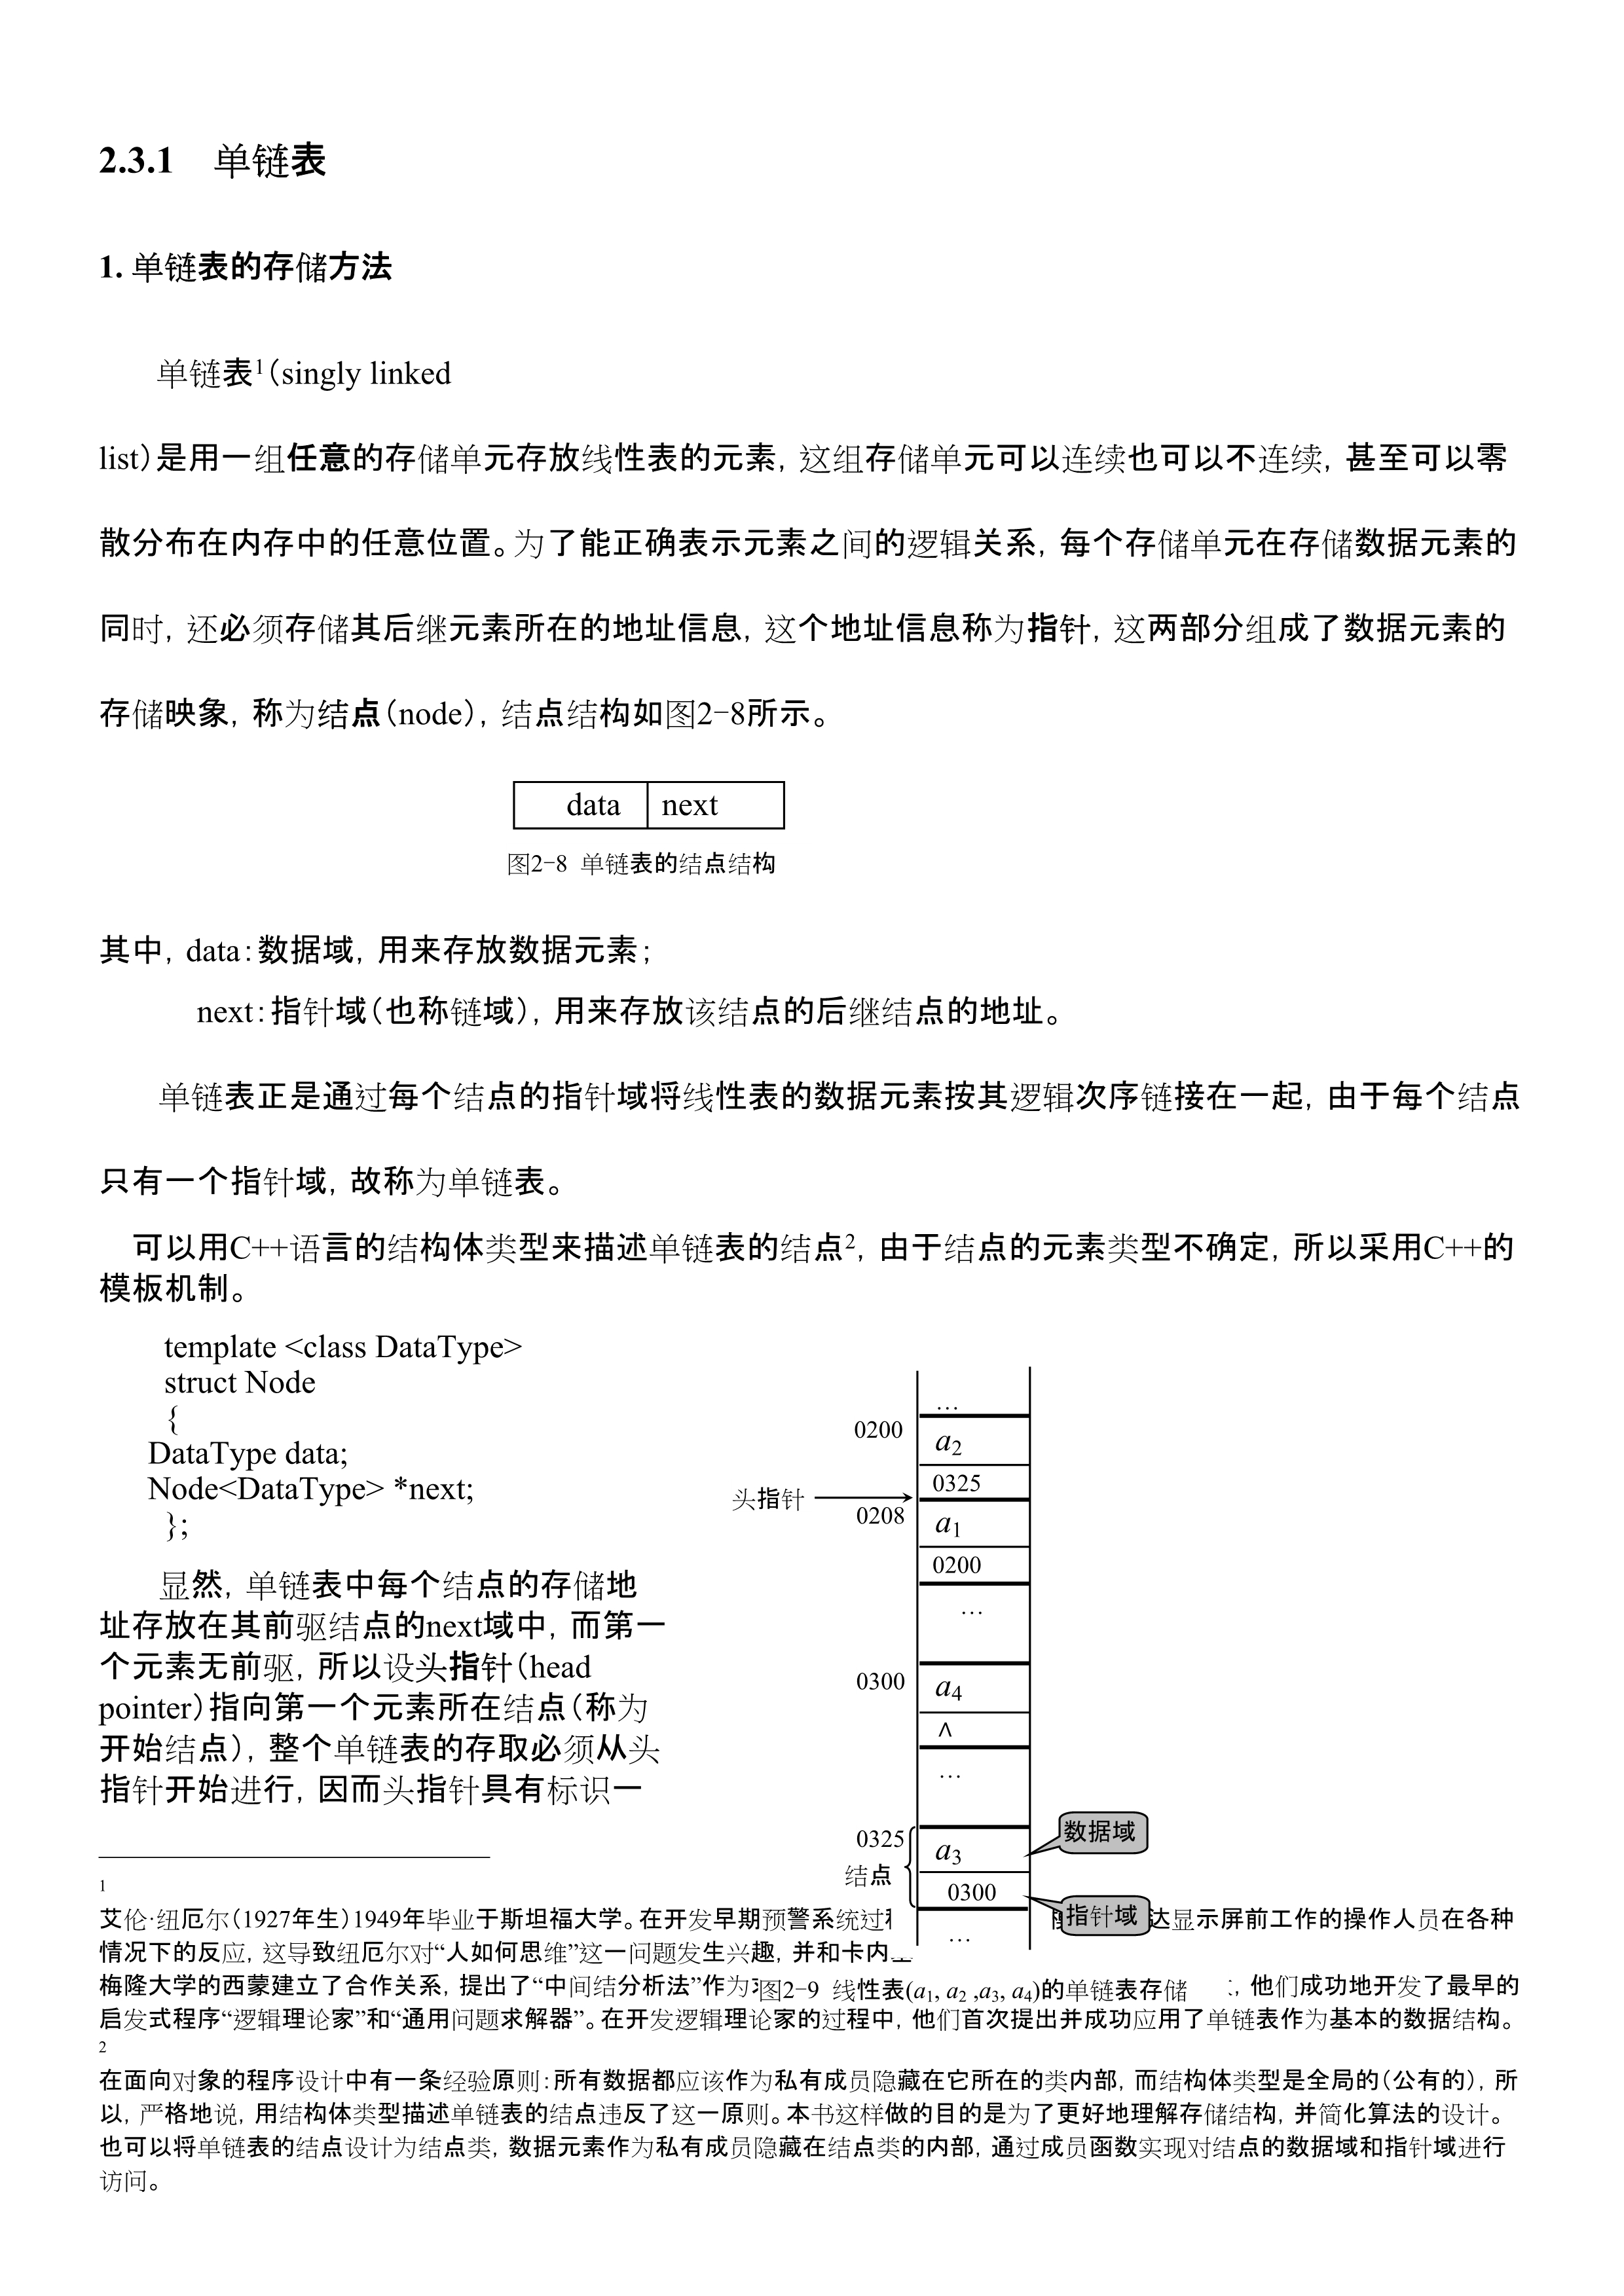 2.3.1 单链表
1. 单链表的存储方法
单链表1(singly linked
list)是用一组任意的存储单元存放线性表的元素, 这组存储单元可以连续也可以不连续, 甚至可以零
散分布在内存中的任意位置。为了能正确表示元素之间的逻辑关系, 每个存储单元在存储数据元素的
同时, 还必须存储其后继元素所在的地址信息, 这个地址信息称为指针, 这两部分组成了数据元素的
存储映象, 称为结点(node), 结点结构如图2-8所示。
data next
图2-8 单链表的结点结构
其中, data:数据域, 用来存放数据元素;
next:指针域(也称链域), 用来存放该结点的后继结点的地址。
单链表正是通过每个结点的指针域将线性表的数据元素按其逻辑次序链接在一起, 由于每个结点
只有一个指针域, 故称为单链表。
可以用C++语言的结构体类型来描述单链表的结点2, 由于结点的元素类型不确定, 所以采用C++的
模板机制。
template <class DataType>
struct Node
{
DataType data;
Node<DataType> *next;
};
显然, 单链表中每个结点的存储地
址存放在其前驱结点的next域中, 而第一
个元素无前驱, 所以设头指针(head
pointer)指向第一个元素所在结点(称为
开始结点), 整个单链表的存取必须从头
指针开始进行, 因而头指针具有标识一
…
0200
a2
0325
头指针
0208
a1
0200
…
0300
a4
∧
…
0325
a3
数据域
结点
0300
指针域
…
图2-9 线性表(a1, a2 ,a3, a4)的单链表存储
1
艾伦·纽厄尔(1927年生)1949年毕业于斯坦福大学。在开发早期预警系统过 达显示屏前工作的操作人员在各种
情况下的反应, 这导致纽厄尔对“人如何思维”这一问题发生兴趣, 并和卡内
梅隆大学的西蒙建立了合作关系, 提出了“中间结分析法”作为 , 他们成功地开发了最早的
启发式程序“逻辑理论家”和“通用问题求解器”。在开发逻辑理论家的过程中, 他们首次提出并成功应用了单链表作为基本的数据结构。
2
在面向对象的程序设计中有一条经验原则:所有数据都应该作为私有成员隐藏在它所在的类内部, 而结构体类型是全局的(公有的), 所
以, 严格地说, 用结构体类型描述单链表的结点违反了这一原则。本书这样做的目的是为了更好地理解存储结构, 并简化算法的设计。
也可以将单链表的结点设计为结点类, 数据元素作为私有成员隐藏在结点类的内部, 通过成员函数实现对结点的数据域和指针域进行
访问。